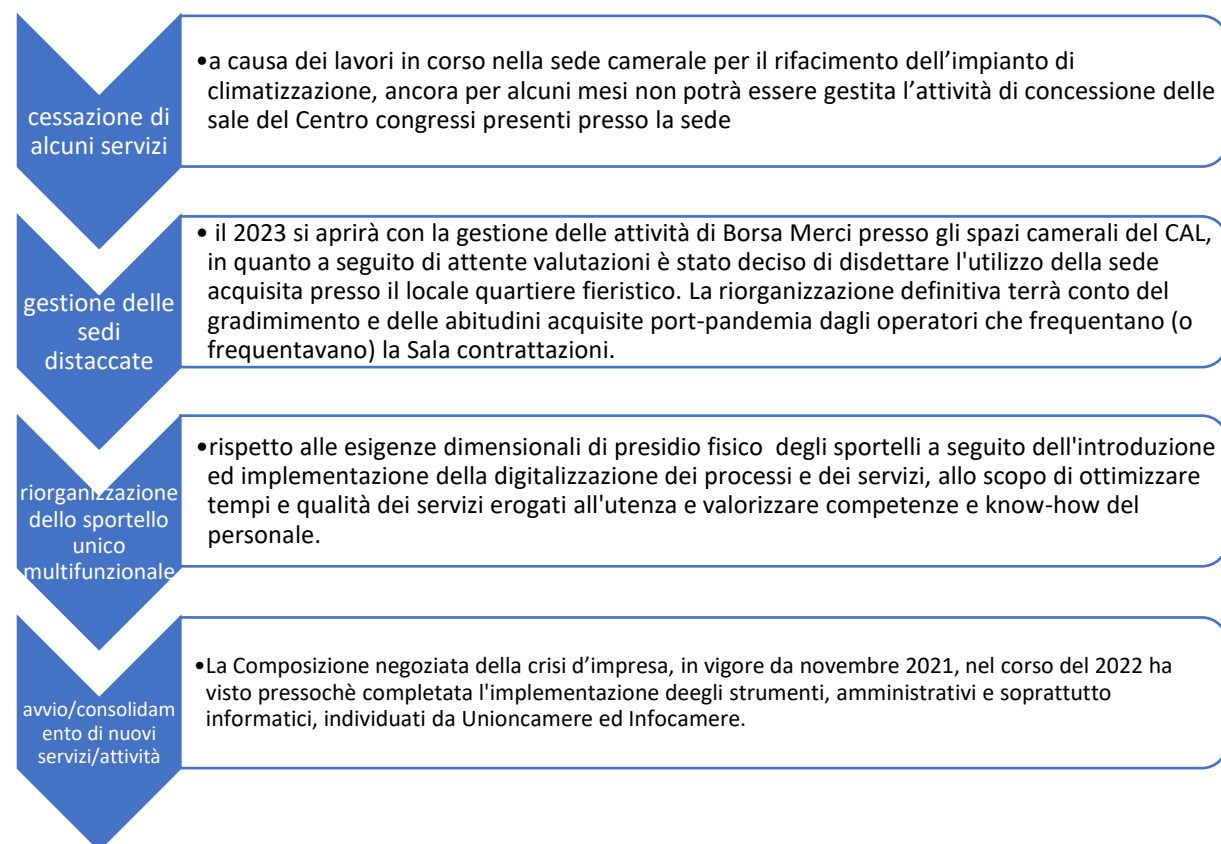 cessazione di
alcuni servizi
•a causa dei lavori in corso nella sede camerale per il rifacimento dell’impianto di
climatizzazione, ancora per alcuni mesi non potrà essere gestita l’attività di concessione delle
sale del Centro congressi presenti presso la sede
gestione delle
sedi
distaccate
• il 2023 si aprirà con la gestione delle attività di Borsa Merci presso gli spazi camerali del CAL,
in quanto a seguito di attente valutazioni è stato deciso di disdettare l'utilizzo della sede
acquisita presso il locale quartiere fieristico. La riorganizzazione definitiva terrà conto del
gradimimento e delle abitudini acquisite port-pandemia dagli operatori che frequentano (o
frequentavano) la Sala contrattazioni.
riorganizzazione
dello sportello
unico
multifunzionale
•rispetto alle esigenze dimensionali di presidio fisico  degli sportelli a seguito dell'introduzione
ed implementazione della digitalizzazione dei processi e dei servizi, allo scopo di ottimizzare
tempi e qualità dei servizi erogati all'utenza e valorizzare competenze e know-how del
personale.
avvio/consolidam
ento di nuovi
servizi/attività
•La Composizione negoziata della crisi d’impresa, in vigore da novembre 2021, nel corso del 2022 ha
visto pressochè completata l'implementazione deegli strumenti, amministrativi e soprattutto
informatici, individuati da Unioncamere ed Infocamere.